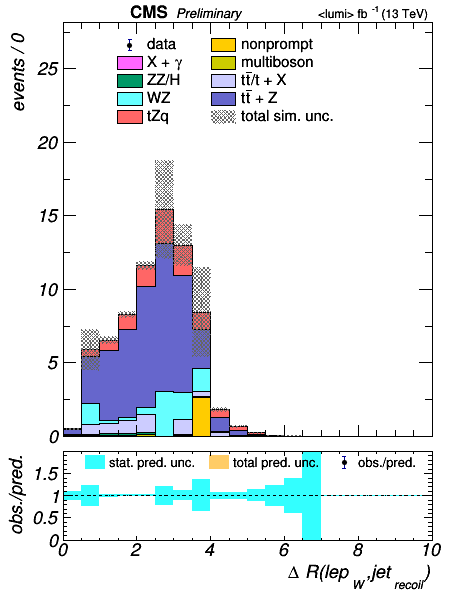 CMS Preliminary <lumi> fb⁻¹ (13 TeV)
events / 0
25
20
15
10
5
0
data
X + γ
ZZ/H
WZ
tZq
nonprompt
multiboson
tt̄/t + X
tt̄ + Z
total sim. unc.
obs./pred.
1.5
1
0.5
0
stat. pred. unc. total pred. unc. obs./pred.
0 2 4 6 8 10
Δ R(lep_W,jet_recoil)